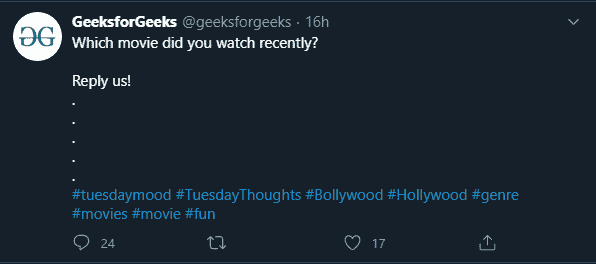 GeeksforGeeks @geeksforgeeks · 16h
Which movie did you watch recently?
Reply us!
.
.
.
.
.
#tuesdaymood #TuesdayThoughts #Bollywood #Hollywood #genre
#movies #movie #fun
24 17